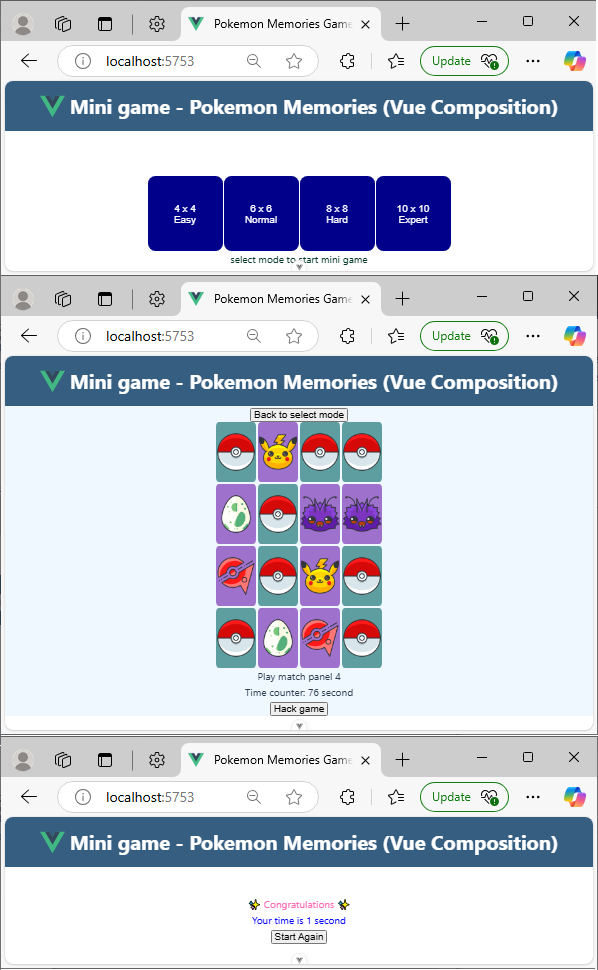 Pokemon Memories Game
localhost:5753
Update
Mini game - Pokemon Memories (Vue Composition)
4 x 4
Easy
6 x 6
Normal
8 x 8
Hard
10 x 10
Expert
select mode to start mini game
Pokemon Memories Game
localhost:5753
Update
Mini game - Pokemon Memories (Vue Composition)
Back to select mode
Play match panel 4
Time counter: 76 second
Hack game
Pokemon Memories Game
localhost:5753
Update
Mini game - Pokemon Memories (Vue Composition)
✨ Congratulations ✨
Your time is 1 second
Start Again